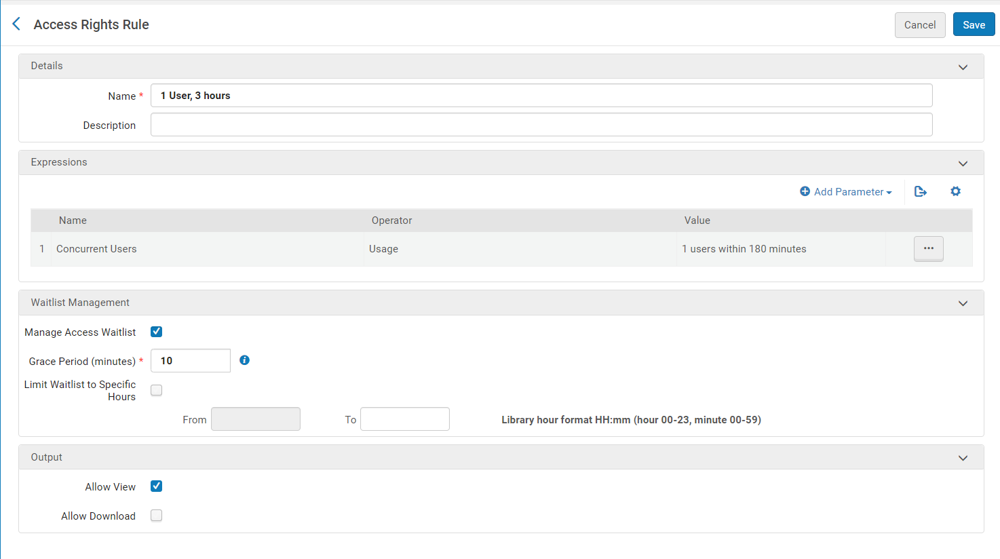 Access Rights Rule
Cancel
Save
Details
Name *
1 User, 3 hours
Description
Expressions
Add Parameter
Name Operator Value
1 Concurrent Users Usage 1 users within 180 minutes
Waitlist Management
Manage Access Waitlist
Grace Period (minutes) * 10
Limit Waitlist to Specific
Hours
From To Library hour format HH:mm (hour 00-23, minute 00-59)
Output
Allow View
Allow Download